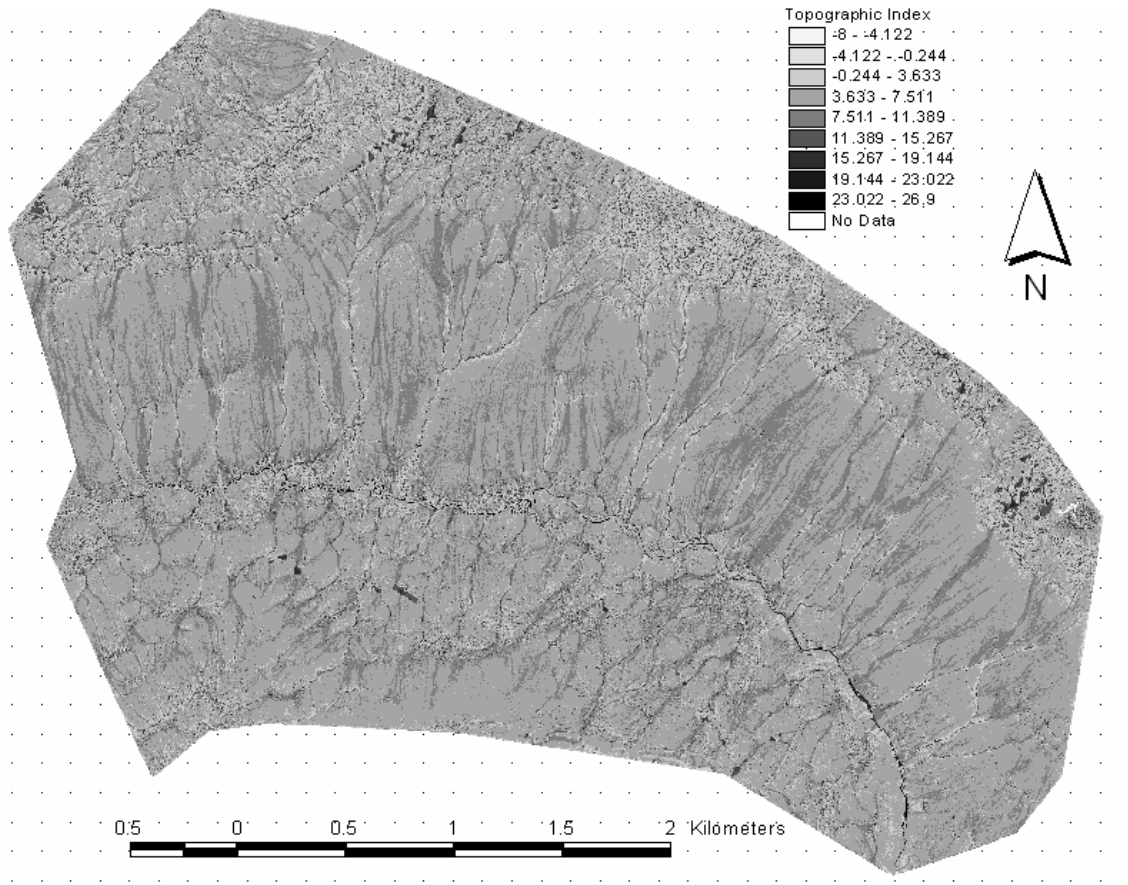 Topographic Index
-8 - -4.122
-4.122 - -0.244
-0.244 - 3.633
3.633 - 7.511
7.511 - 11.389
11.389 - 15.267
15.267 - 19.144
19.144 - 23.022
23.022 - 26.9
No Data
N
0.5 0 0.5 1 1.5 2 Kilometers